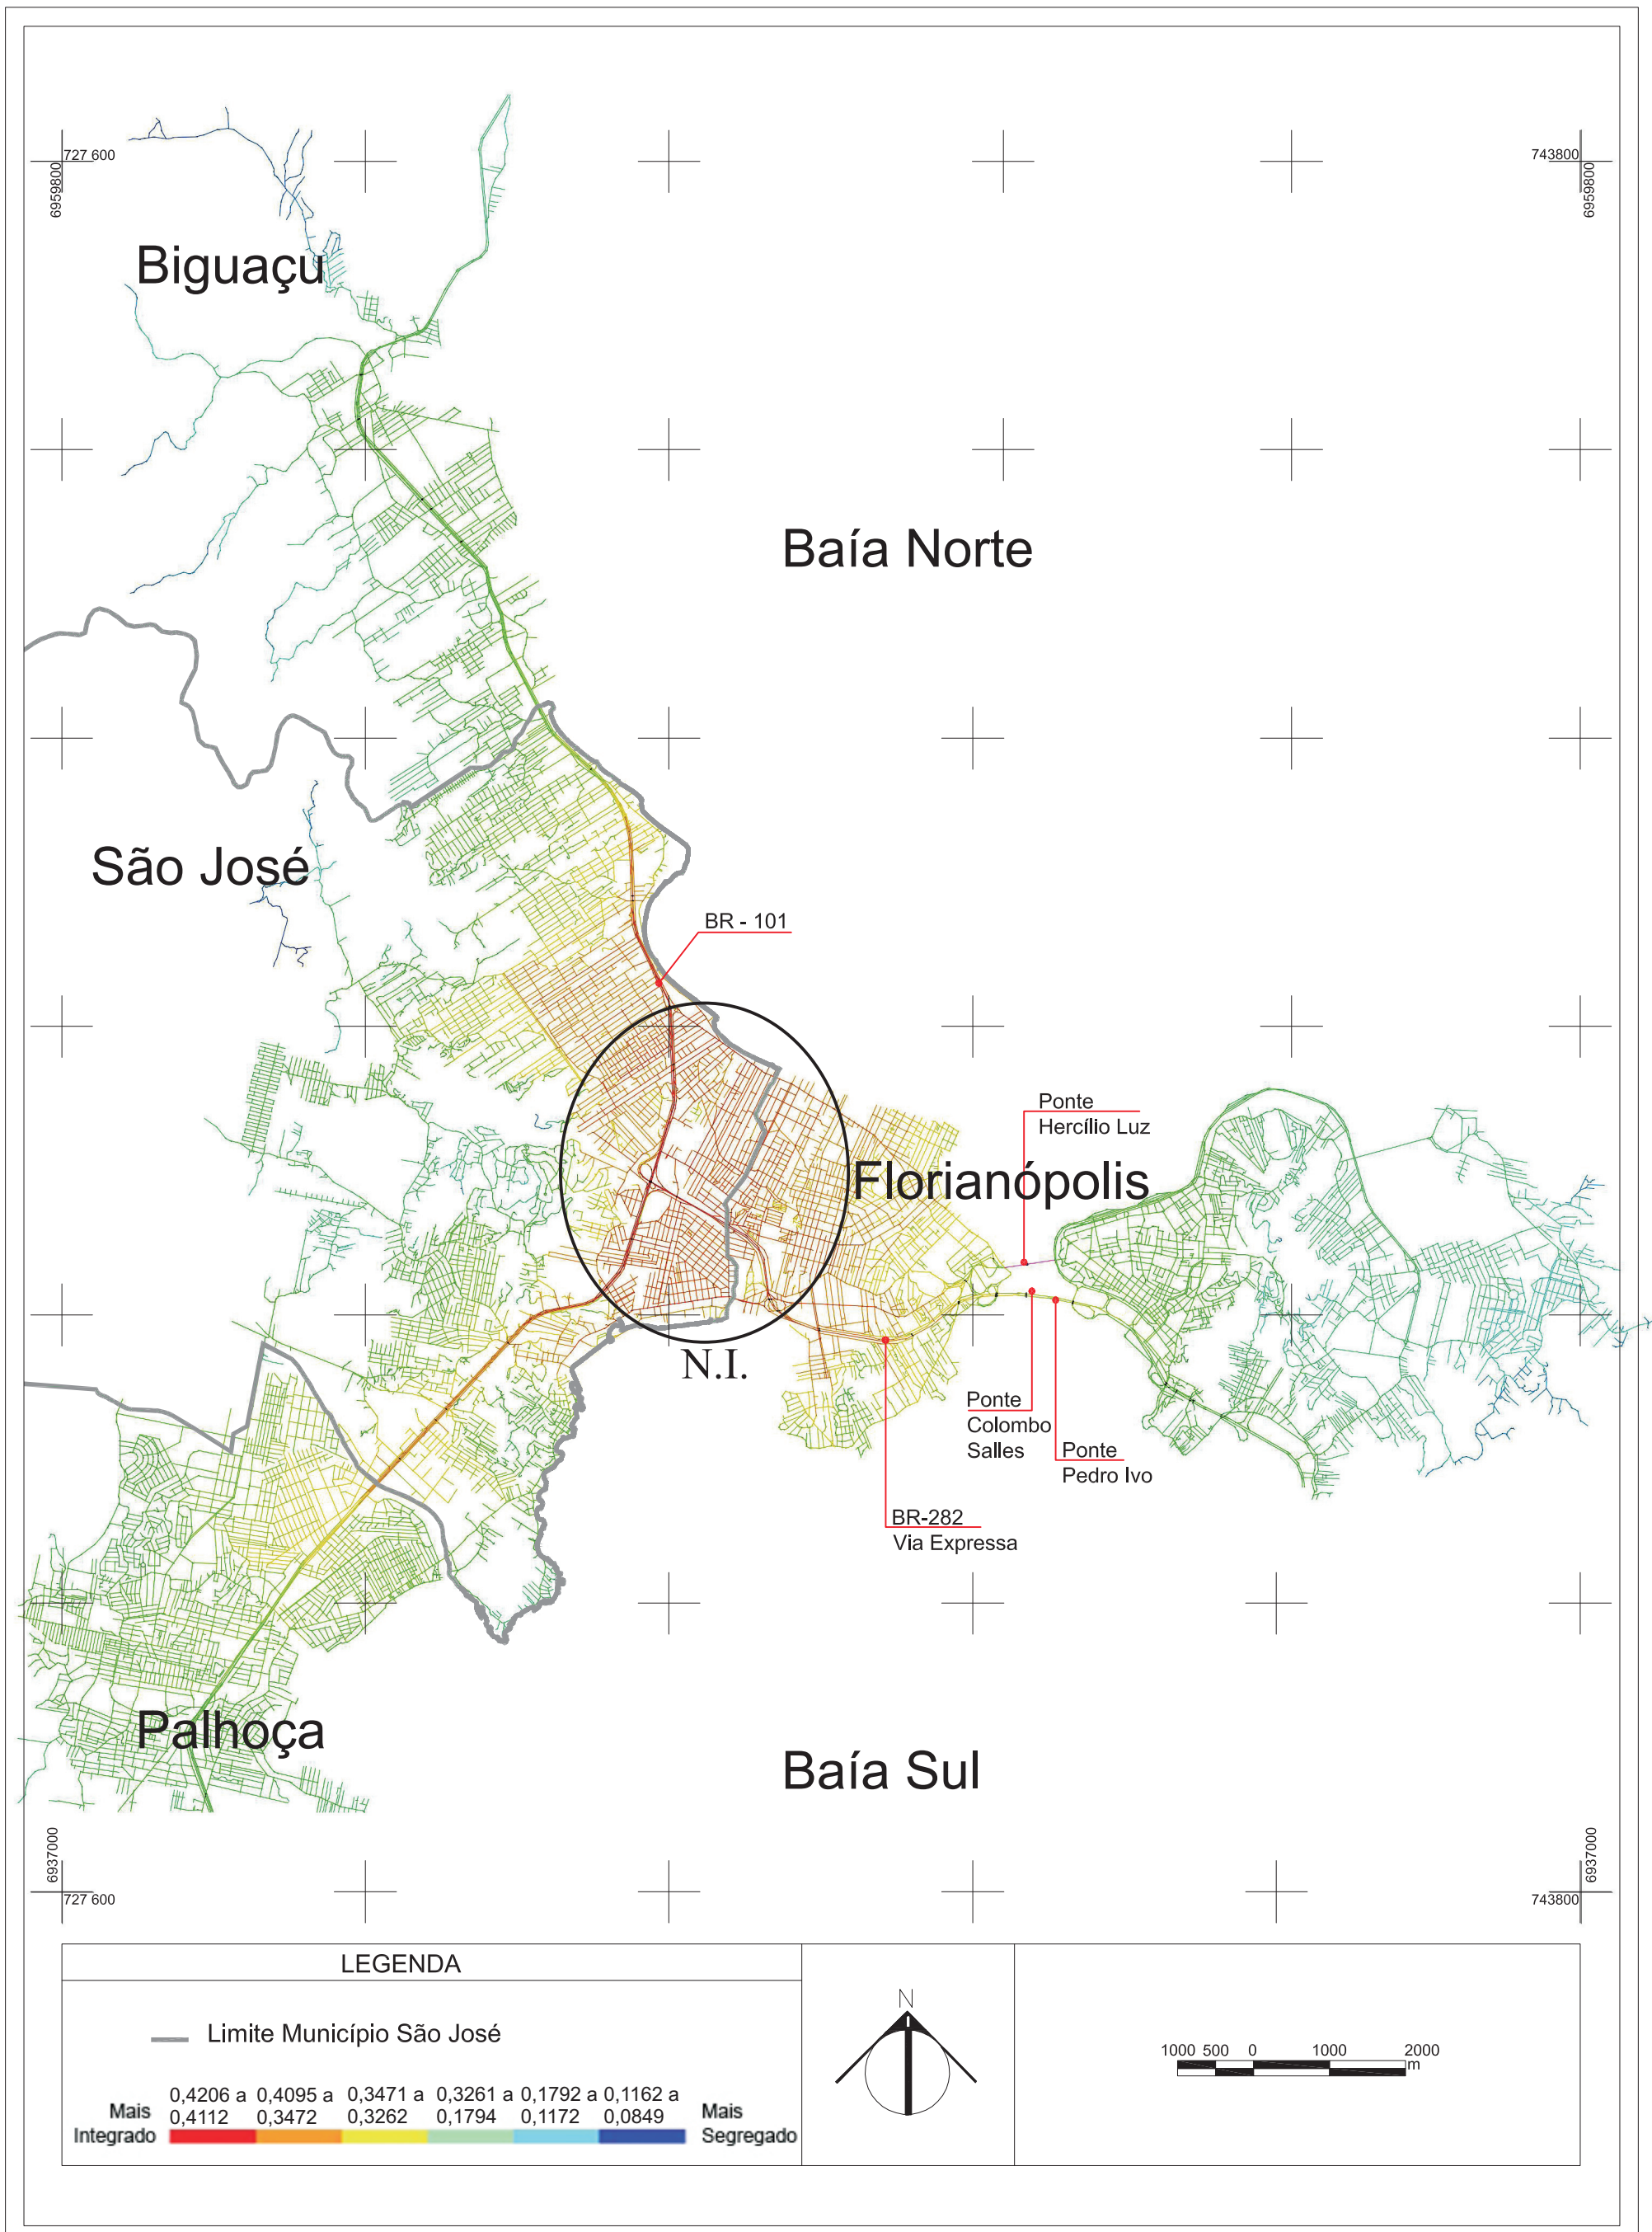 727 600
6959800
743800
6959800
Biguaçu
Baía Norte
São José
BR - 101
Ponte
Hercílio Luz
Florianópolis
N.I.
Ponte
Colombo
Salles
Ponte
Pedro Ivo
BR-282
Via Expressa
Palhoça
Baía Sul
6937000
727 600
6937000
743800
LEGENDA
Limite Município São José
Mais
Integrado
0,4206 a 0,4095 a 0,3471 a 0,3261 a 0,1792 a 0,1162 a
0,4112 0,3472 0,3262 0,1794 0,1172 0,0849
Mais
Segregado
N
1000 500 0 1000 2000
m